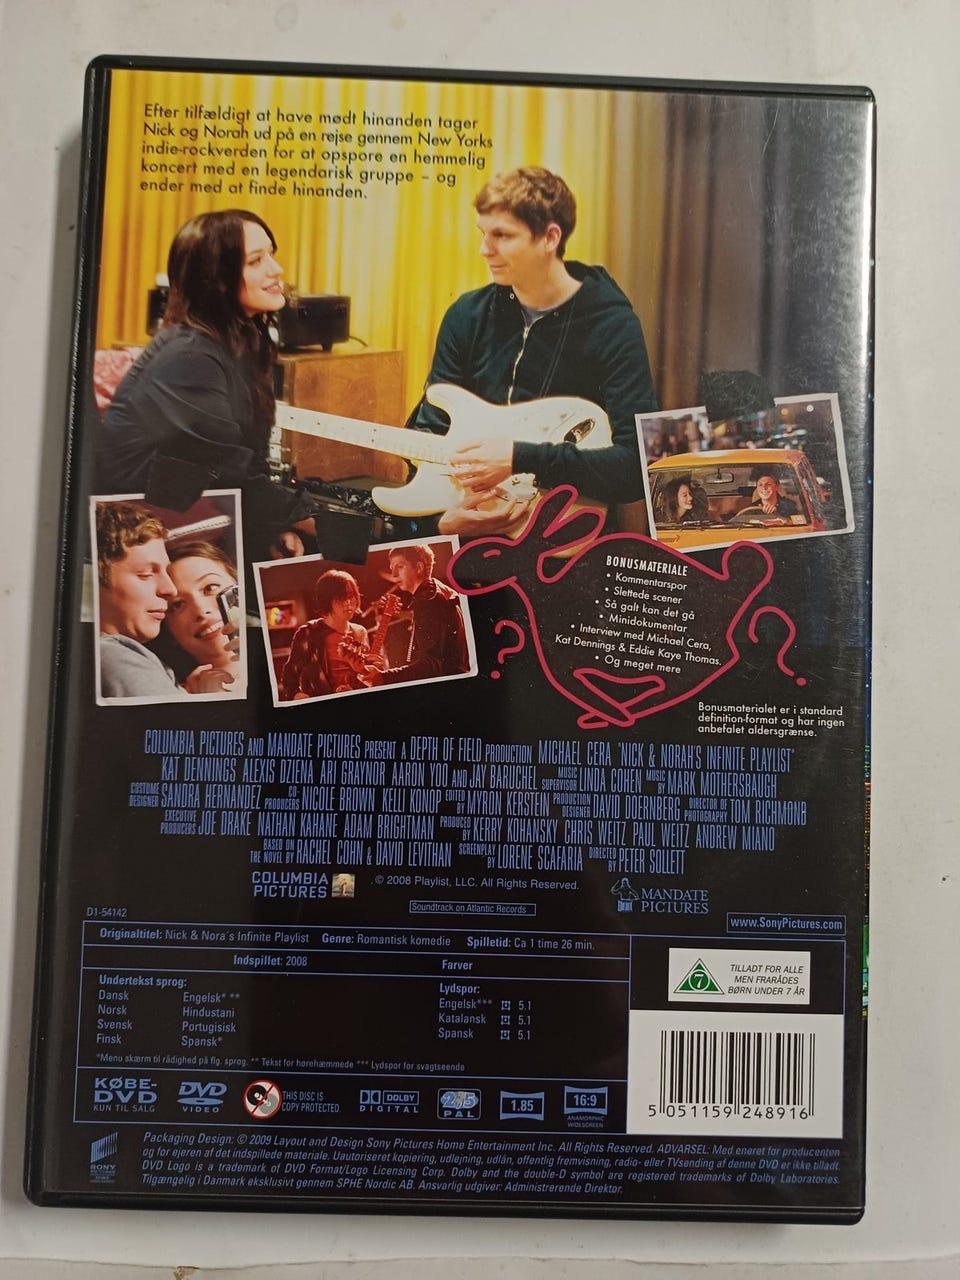 Efter tilfældigt at have mødt hinanden tager
Nick og Norah ud på en rejse gennem New Yorks
indie-rockverden for at opspore en hemmelig
koncert med en legendarisk gruppe – og
ender med at finde hinanden.
BONUSMATERIALE
• Kommentarspor
• Slettede scener
• Så galt kan det gå
• Minidokumentar
• Interview med Michael Cera,
Kat Dennings & Eddie Kaye Thomas.
• Og meget mere
? ?
Bonusmaterialet er i standard
definition-format og har ingen
anbefalet aldersgrænse.
COLUMBIA PICTURES AND MANDATE PICTURES PRESENT A DEPTH OF FIELD PRODUCTION MICHAEL CERA "NICK & NORAH'S INFINITE PLAYLIST"
KAT DENNINGS ALEXIS DZIENA ARI GRAYNOR AARON YOO AND JAY BARUCHEL MUSIC SUPERVISOR LINDA COHEN MUSIC BY MARK MOTHERSBAUGH
COSTUME DESIGNER SANDRA HERNANDEZ CO-PRODUCERS NICOLE BROWN KELLI KONOP EDITED BY MYRON KERSTEIN PRODUCTION DESIGNER DAVID DOERNBERG DIRECTOR OF PHOTOGRAPHY TOM RICHMOND
EXECUTIVE PRODUCERS JOE DRAKE NATHAN KAHANE ADAM BRIGHTMAN PRODUCED BY KERRY KOHANSKY CHRIS WEITZ PAUL WEITZ ANDREW MIANO
BASED ON THE NOVEL BY RACHEL COHN & DAVID LEVITHAN SCREENPLAY BY LORENE SCAFARIA DIRECTED BY PETER SOLLETT
COLUMBIA
PICTURES
© 2008 Playlist, LLC. All Rights Reserved.
MANDATE
PICTURES
Soundtrack on Atlantic Records
D1-54142
www.SonyPictures.com
Originaltitel: Nick & Nora´s Infinite Playlist Genre: Romantisk komedie Spilletid: Ca 1 time 26 min.
Indspillet: 2008 Farver
Undertekst sprog:
Dansk Engelsk* **
Norsk Hindustani
Svensk Portugisisk
Finsk Spansk*
Lydspor:
Engelsk*** 5.1
Katalansk 5.1
Spansk 5.1
*Menu skærm til rådighed på flg. sprog. ** Tekst for hørehæmmede *** Lydspor for svagtseende
7
TILLADT FOR ALLE
MEN FRARÅDES
BØRN UNDER 7 ÅR
KØBE-
DVD
KUN TIL SALG
DVD
VIDEO
THIS DISC IS
COPY PROTECTED.
DOLBY
DIGITAL
2,5
PAL
1.85
16:9
ANAMORPHIC
WIDESCREEN
5 051159 248916
SONY
Packaging Design: © 2009 Layout and Design Sony Pictures Home Entertainment Inc. All Rights Reserved. ADVARSEL: Med eneret for producenten
og for ejeren af det indspillede materiale. Uautoriseret kopiering, udlejning, udlån, offentlig fremvisning, radio- eller TVsending af denne DVD er ikke tilladt.
DVD Logo is a trademark of DVD Format/Logo Licensing Corp. Dolby and the double-D symbol are registered trademarks of Dolby Laboratories.
Tilgængelig i Danmark eksklusivt gennem SPHE Nordic AB. Ansvarlig udgiver: Administrerende Direktør.